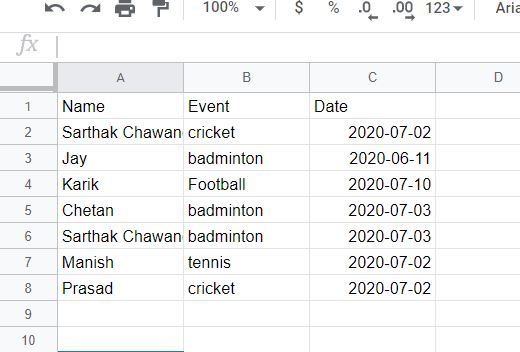 100% $ % .0 .00 123 Aria
fx
A B C D
1 Name Event Date
2 Sarthak Chawan cricket 2020-07-02
3 Jay badminton 2020-06-11
4 Karik Football 2020-07-10
5 Chetan badminton 2020-07-03
6 Sarthak Chawan badminton 2020-07-03
7 Manish tennis 2020-07-02
8 Prasad cricket 2020-07-02
9
10